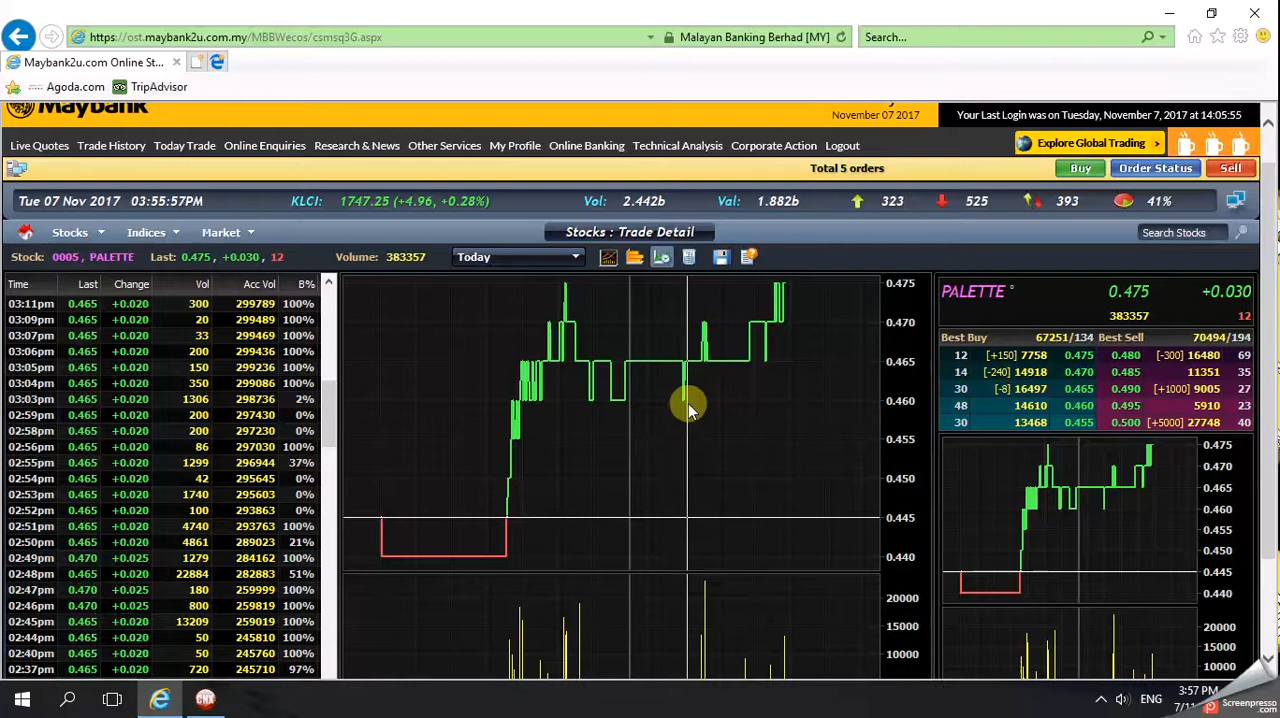 https://ost.maybank2u.com.my/MBBWecos/csmsq3G.aspx
Malayan Banking Berhad [MY]
Search...
Maybank2u.com Online St...
Agoda.com
TripAdvisor
Maybank
November 07 2017
Your Last Login was on Tuesday, November 7, 2017 at 14:05:55
Live Quotes Trade History Today Trade Online Enquiries Research & News Other Services My Profile Online Banking Technical Analysis Corporate Action Logout
Explore Global Trading >
Total 5 orders
Buy
Order Status
Sell
Tue 07 Nov 2017 03:55:57PM
KLCI: 1747.25 (+4.96, +0.28%)
Vol: 2.442b
Val: 1.882b
323
525
393
41%
Stocks
Indices
Market
Stocks : Trade Detail
Search Stocks
Stock: 0005, PALETTE Last: 0.475, +0.030, 12 Volume: 383357
Today
Time Last Change Vol Acc Vol B%
03:11pm 0.465 +0.020 300 299789 100%
03:09pm 0.465 +0.020 20 299489 100%
03:07pm 0.465 +0.020 33 299469 100%
03:06pm 0.465 +0.020 200 299436 100%
03:05pm 0.465 +0.020 150 299236 100%
03:04pm 0.465 +0.020 350 299086 100%
03:03pm 0.465 +0.020 1306 298736 2%
02:59pm 0.465 +0.020 200 297430 0%
02:58pm 0.465 +0.020 200 297230 0%
02:56pm 0.465 +0.020 86 297030 100%
02:55pm 0.465 +0.020 1299 296944 37%
02:54pm 0.465 +0.020 42 295645 0%
02:53pm 0.465 +0.020 1740 295603 0%
02:52pm 0.465 +0.020 100 293863 0%
02:51pm 0.465 +0.020 4740 293763 100%
02:50pm 0.465 +0.020 4861 289023 21%
02:49pm 0.470 +0.025 1279 284162 100%
02:48pm 0.465 +0.020 22884 282883 51%
02:47pm 0.470 +0.025 180 259999 100%
02:46pm 0.470 +0.025 800 259819 100%
02:45pm 0.465 +0.020 13209 259019 100%
02:44pm 0.465 +0.020 50 245810 100%
02:40pm 0.465 +0.020 50 245760 100%
02:37pm 0.465 +0.020 720 245710 97%
0.475
0.470
0.465
0.460
0.455
0.450
0.445
0.440
20000
15000
10000
PALETTE 0.475 +0.030
383357 12
Best Buy 67251/134 Best Sell 70494/194
12 [+150] 7758 0.475 0.480 [-300] 16480 69
14 [-240] 14918 0.470 0.485 11351 35
30 [-8] 16497 0.465 0.490 [+1000] 9005 27
48 14610 0.460 0.495 5910 23
30 13468 0.455 0.500 [+5000] 27748 40
0.475
0.470
0.465
0.460
0.455
0.450
0.445
0.440
20000
15000
10000
ENG
3:57 PM
7/11
Screenpresso
.com